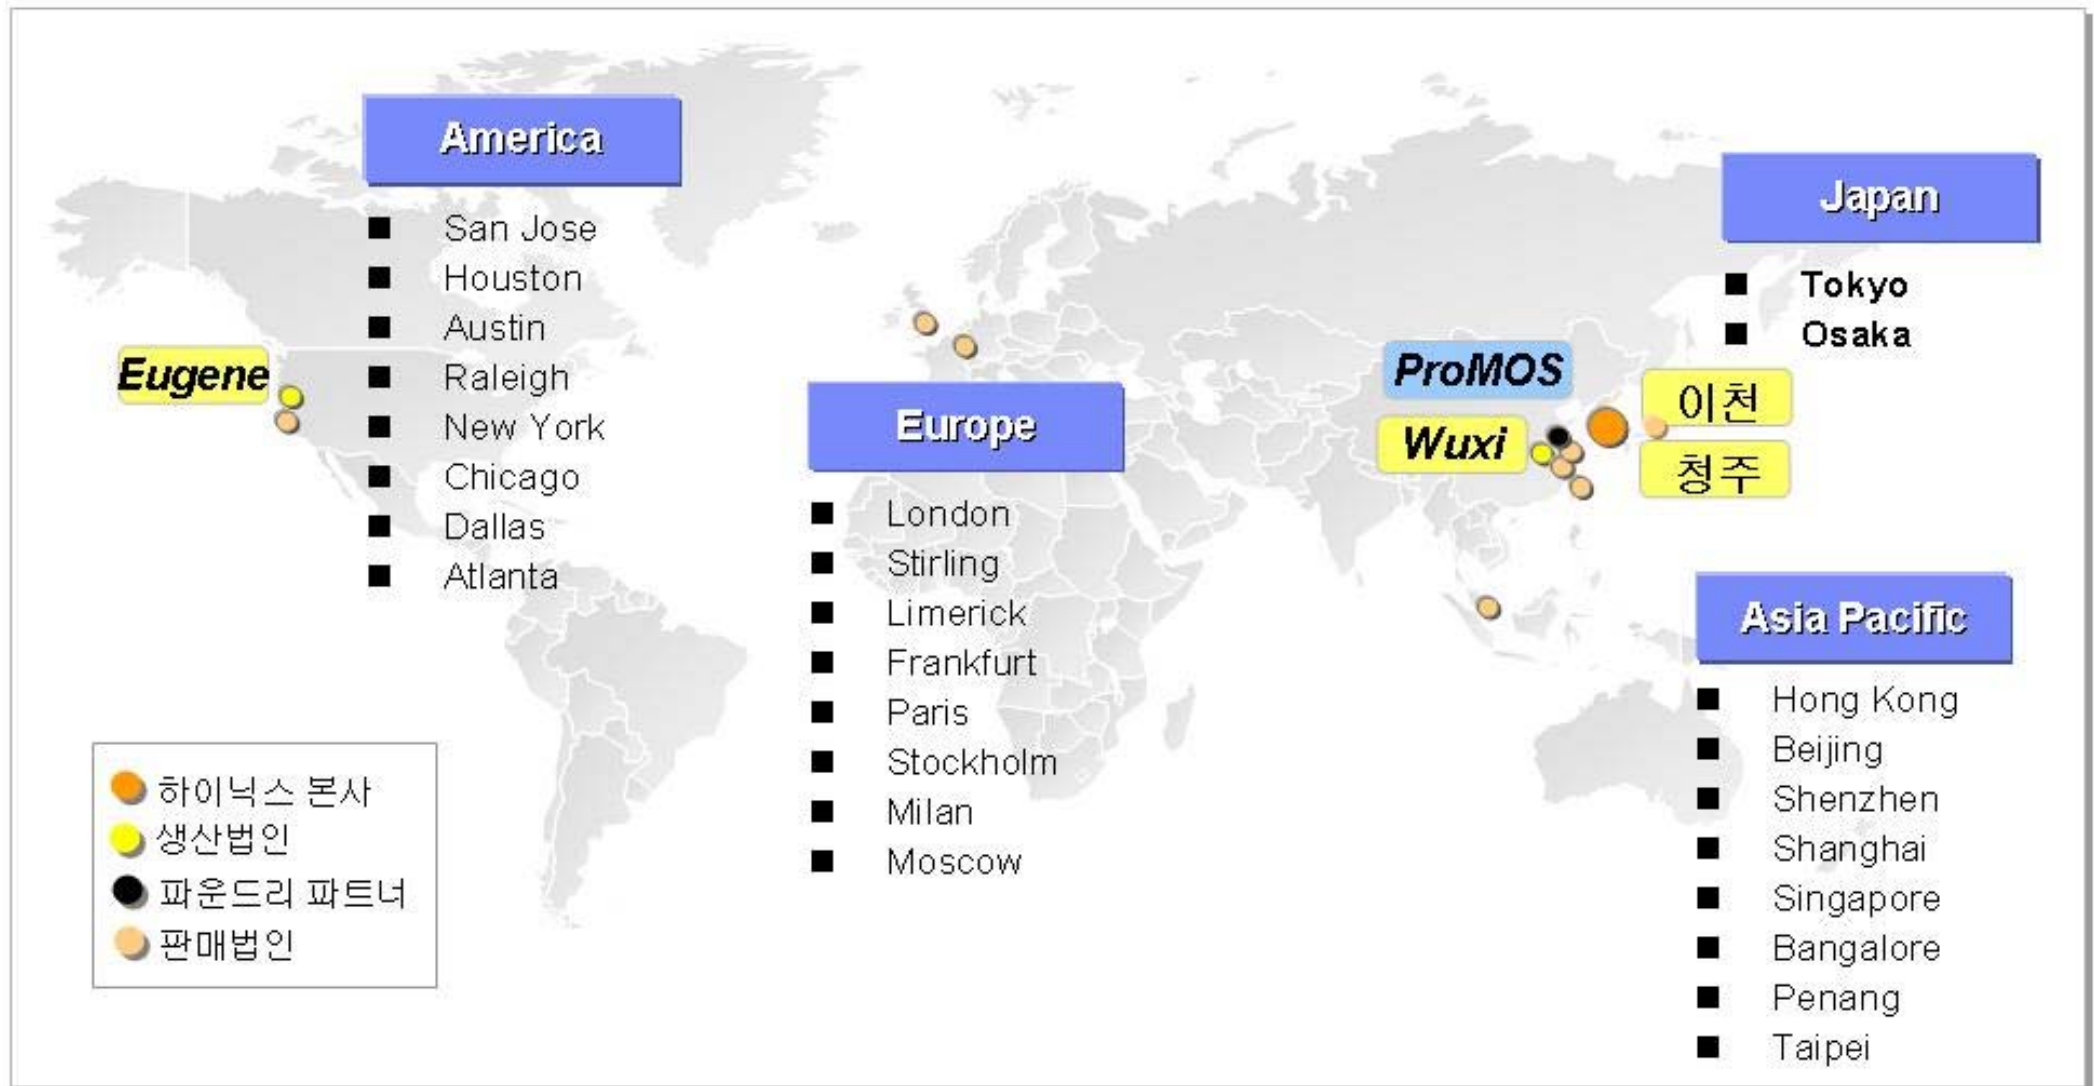 America
San Jose
Houston
Austin
Raleigh
New York
Chicago
Dallas
Atlanta
Eugene
Europe
London
Stirling
Limerick
Frankfurt
Paris
Stockholm
Milan
Moscow
Japan
Tokyo
Osaka
ProMOS
Wuxi
이천
청주
Asia Pacific
Hong Kong
Beijing
Shenzhen
Shanghai
Singapore
Bangalore
Penang
Taipei
하이닉스 본사
생산법인
파운드리 파트너
판매법인